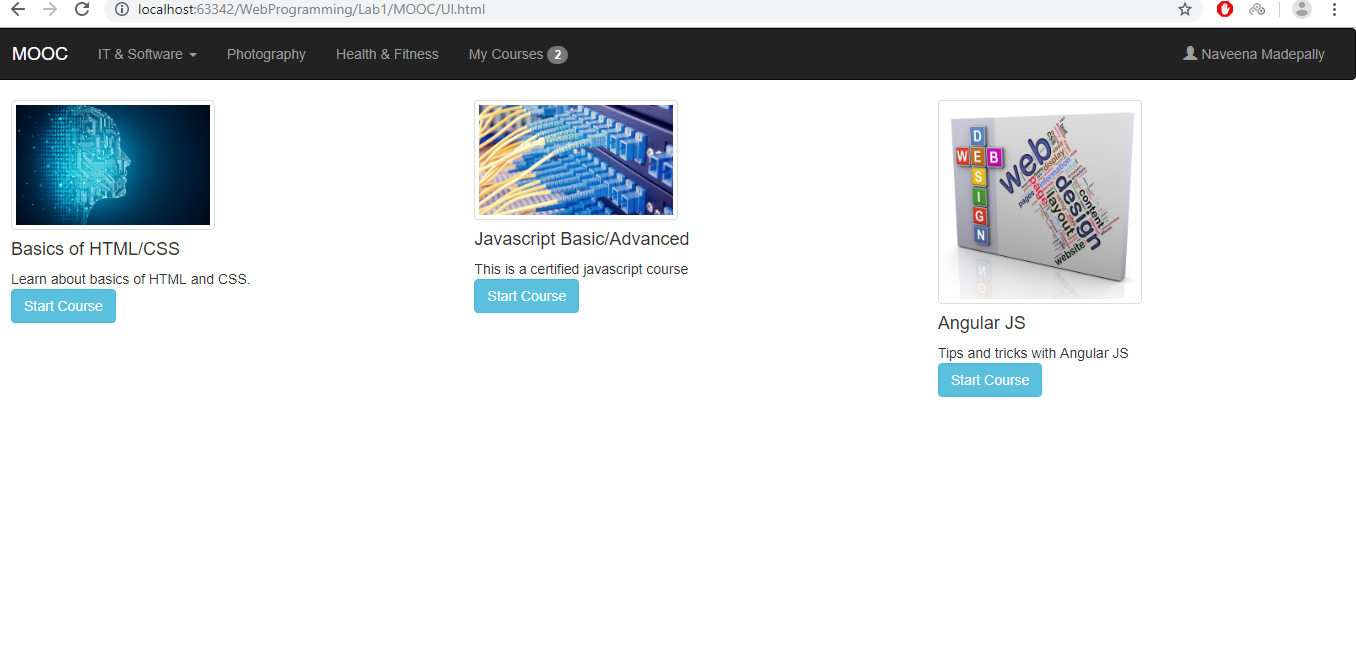 localhost:63342/WebProgramming/Lab1/MOOC/UI.html
MOOC IT & Software Photography Health & Fitness My Courses 2 Naveena Madepally
Basics of HTML/CSS
Learn about basics of HTML and CSS.
Start Course
Javascript Basic/Advanced
This is a certified javascript course
Start Course
DESIGN
WEB
web
design
display
information
pages
Page
layout
content
website
Angular JS
Tips and tricks with Angular JS
Start Course